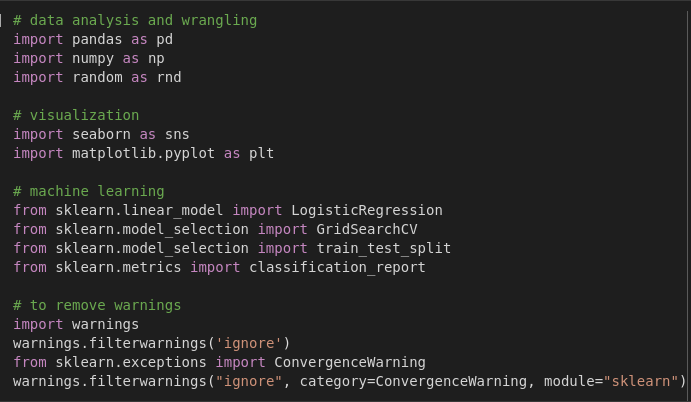 # data analysis and wrangling
import pandas as pd
import numpy as np
import random as rnd

# visualization
import seaborn as sns
import matplotlib.pyplot as plt

# machine learning
from sklearn.linear_model import LogisticRegression
from sklearn.model_selection import GridSearchCV
from sklearn.model_selection import train_test_split
from sklearn.metrics import classification_report

# to remove warnings
import warnings
warnings.filterwarnings('ignore')
from sklearn.exceptions import ConvergenceWarning
warnings.filterwarnings("ignore", category=ConvergenceWarning, module="sklearn")